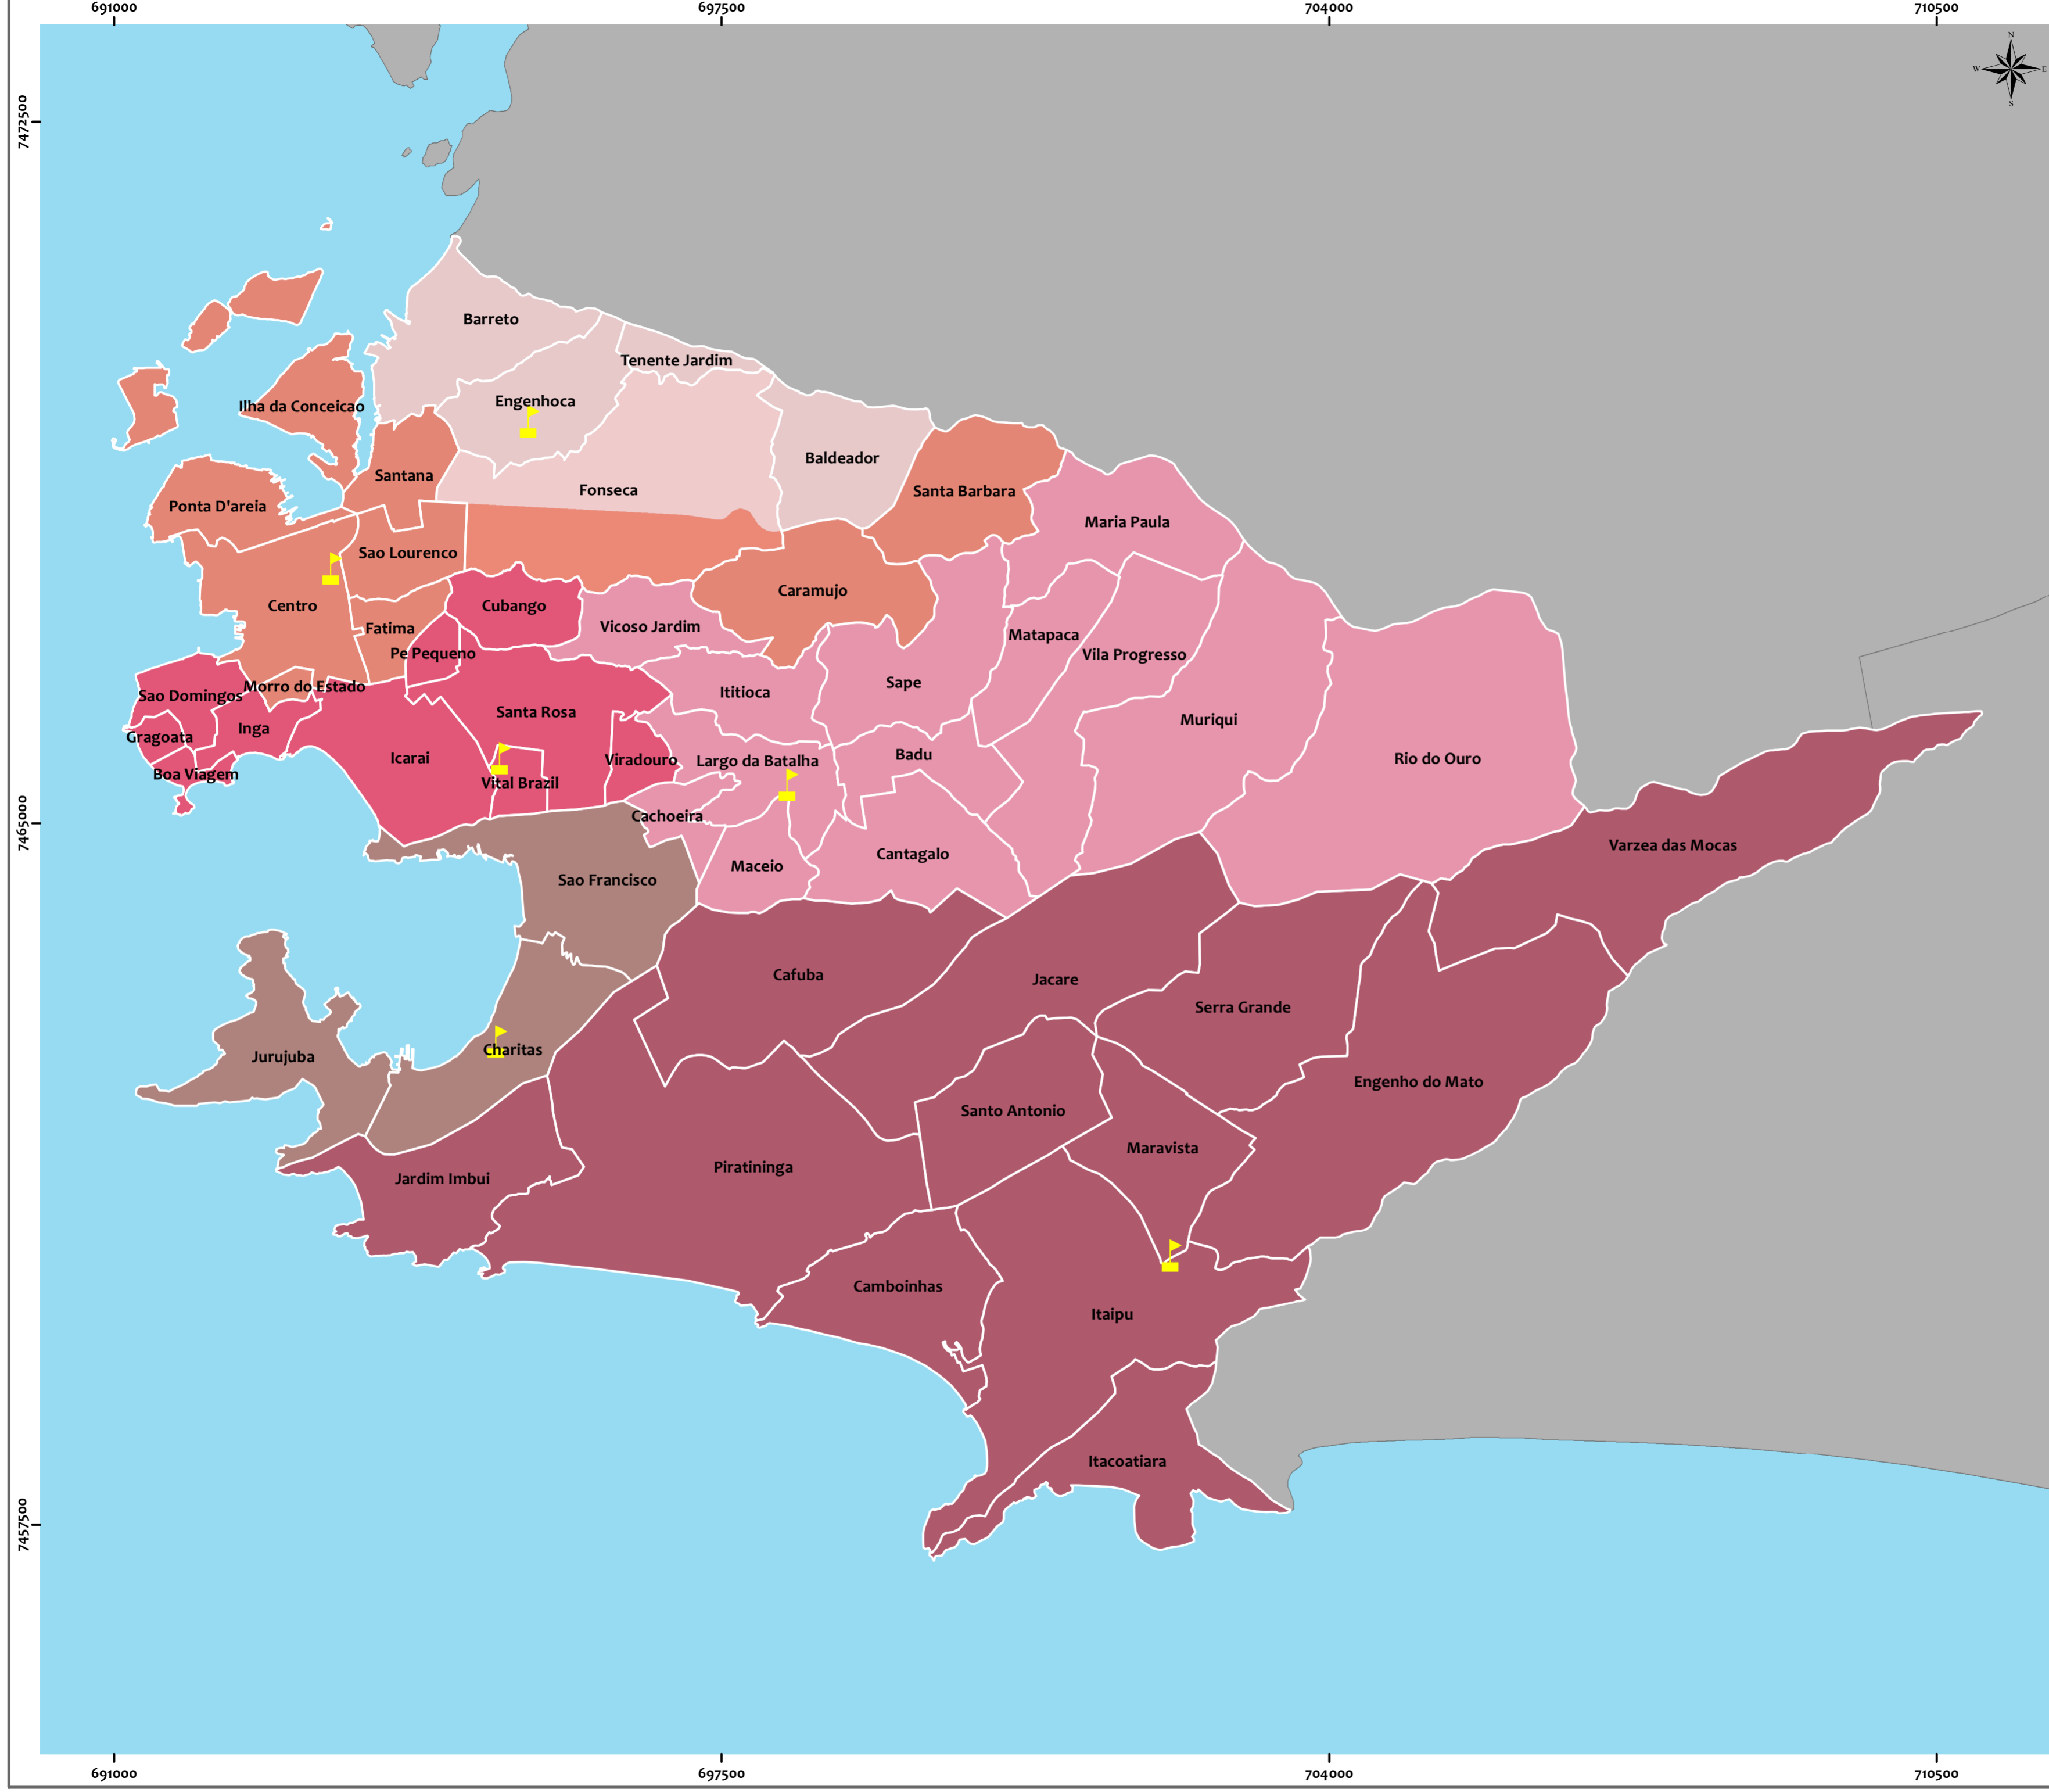 691000
697500
704000
710500
N
W
E
S
7472500
Barreto
Tenente Jardim
Engenhoca
Ilha da Conceicao
Baldeador
Santana
Fonseca
Santa Barbara
Ponta D'areia
Maria Paula
Sao Lourenco
Caramujo
Centro
Cubango
Fatima
Vicoso Jardim
Matapaca
Pe Pequeno
Vila Progresso
Ititioca
Sape
Morro do Estado
Sao Domingos
Santa Rosa
Muriqui
Inga
Gragoata
Icarai
Viradouro
Largo da Batalha
Badu
Rio do Ouro
Boa Viagem
Vital Brazil
7465000
Cachoeira
Varzea das Mocas
Cantagalo
Maceio
Sao Francisco
Cafuba
Jacare
Serra Grande
Charitas
Jurujuba
Engenho do Mato
Santo Antonio
Maravista
Piratininga
Jardim Imbui
Camboinhas
Itaipu
Itacoatiara
7457500
691000
697500
704000
710500